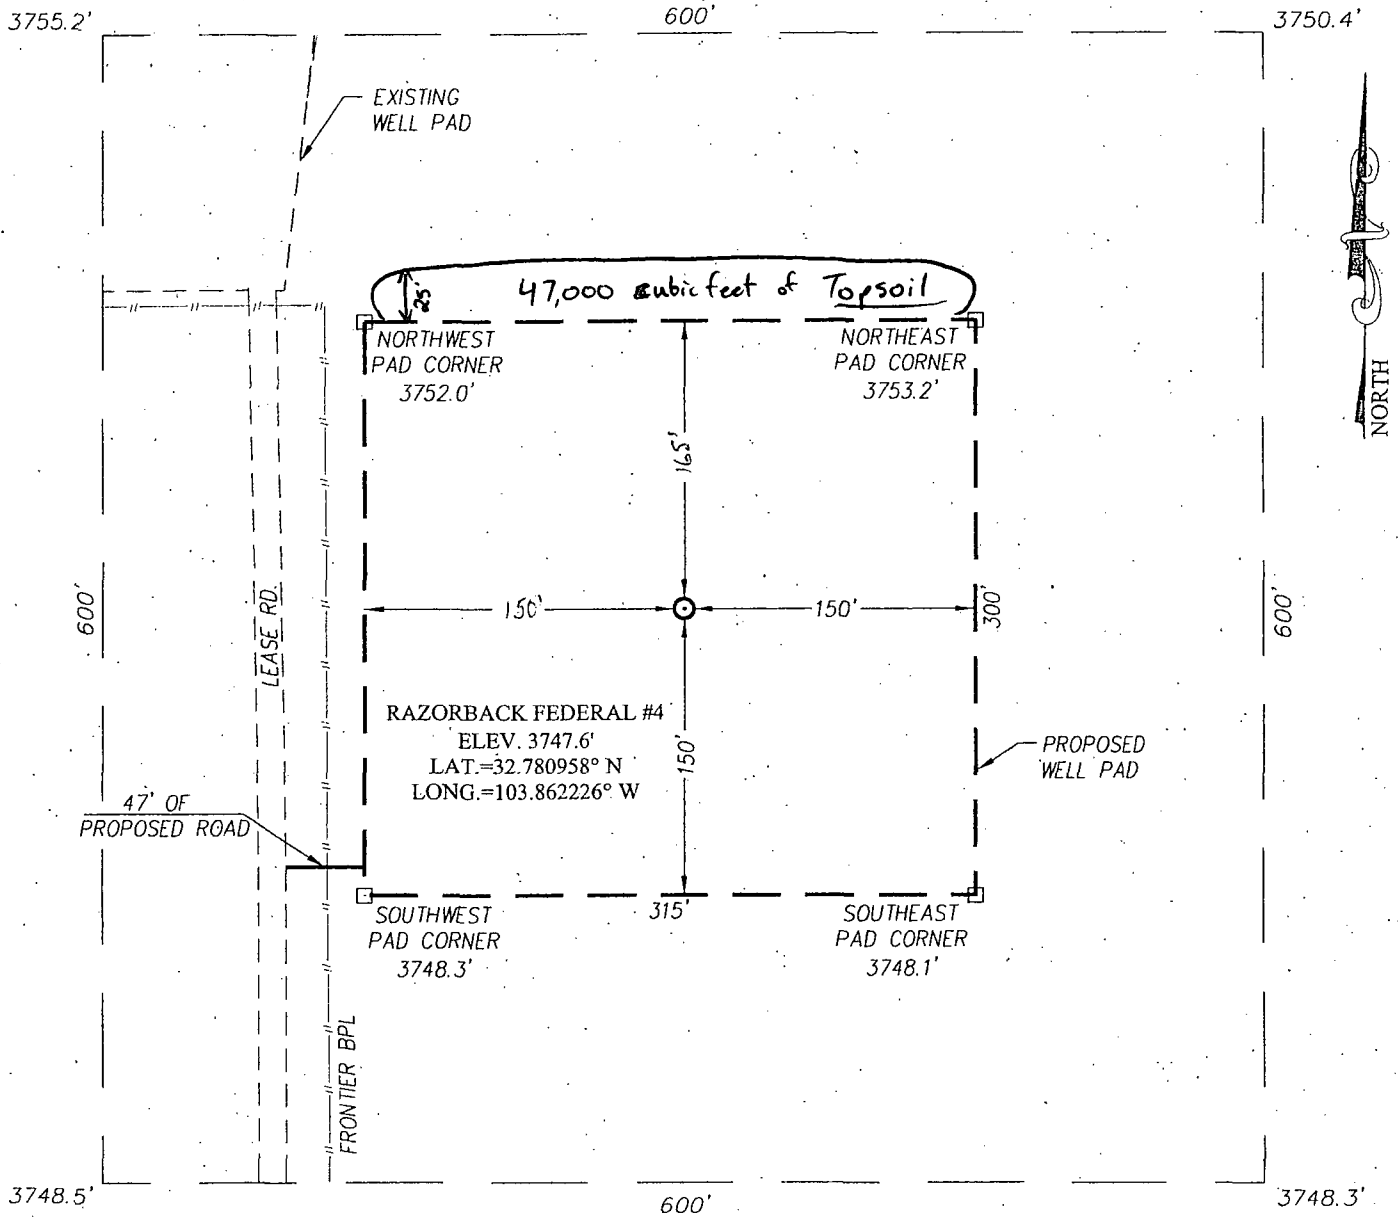 3755.2'
600'
3750.4'
EXISTING
WELL PAD
47,000 cubic feet of Topsoil
25'
NORTHWEST
PAD CORNER
3752.0'
NORTHEAST
PAD CORNER
3753.2'
NORTH
165'
600'
LEASE RD.
150'
150'
300'
600'
RAZORBACK FEDERAL #4
ELEV. 3747.6'
LAT.=32.780958° N
LONG.=103.862226° W
150'
PROPOSED
WELL PAD
47' OF
PROPOSED ROAD
SOUTHWEST
PAD CORNER
3748.3'
315'
SOUTHEAST
PAD CORNER
3748.1'
FRONTIER BPL
3748.5'
600'
3748.3'